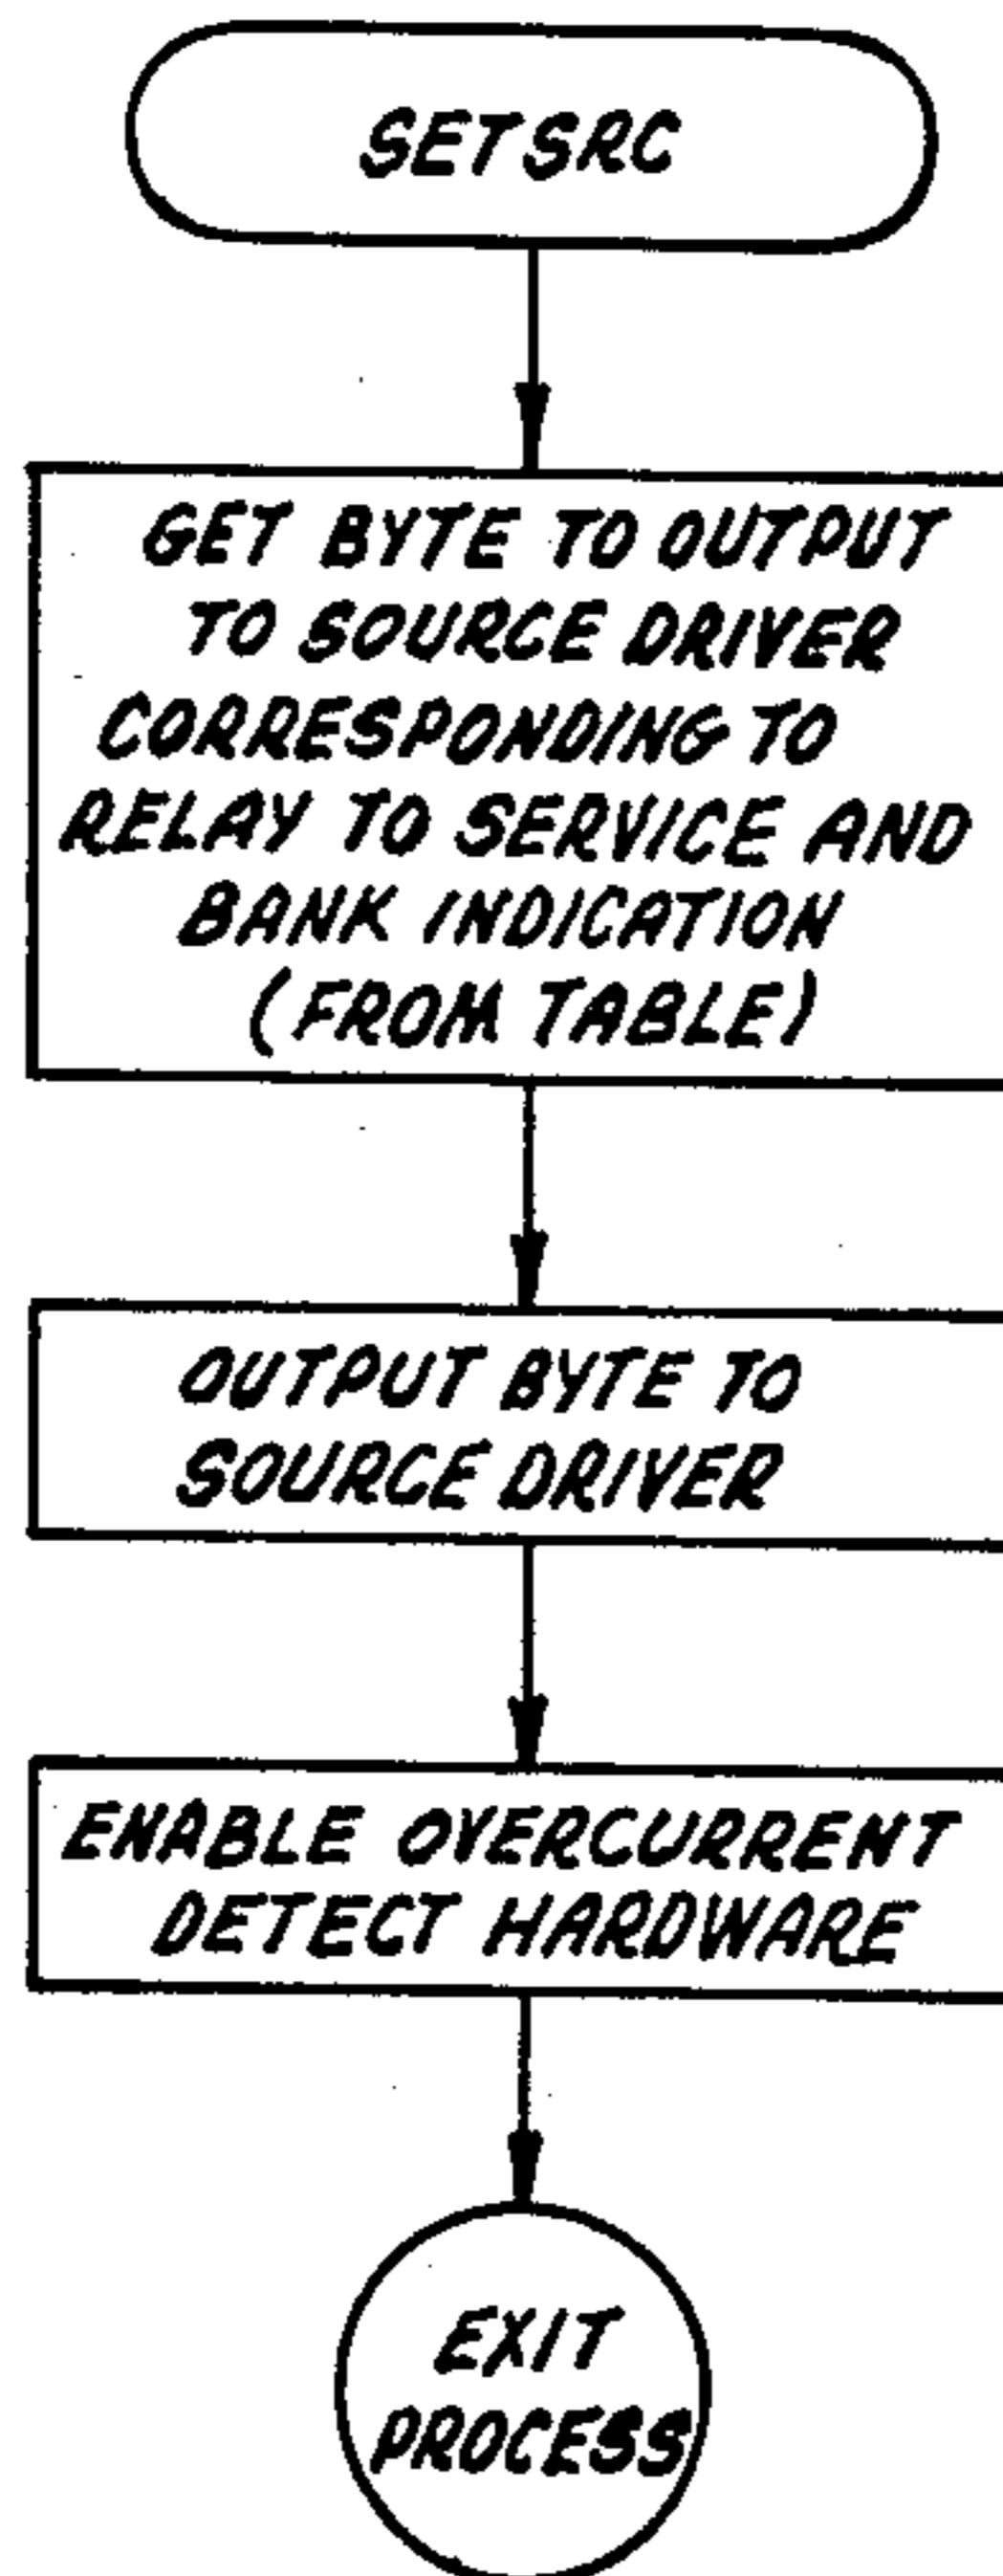 SETSRC
GET BYTE TO OUTPUT
TO SOURCE DRIVER
CORRESPONDING TO
RELAY TO SERVICE AND
BANK INDICATION
(FROM TABLE)
OUTPUT BYTE TO
SOURCE DRIVER
ENABLE OVERCURRENT
DETECT HARDWARE
EXIT
PROCESS